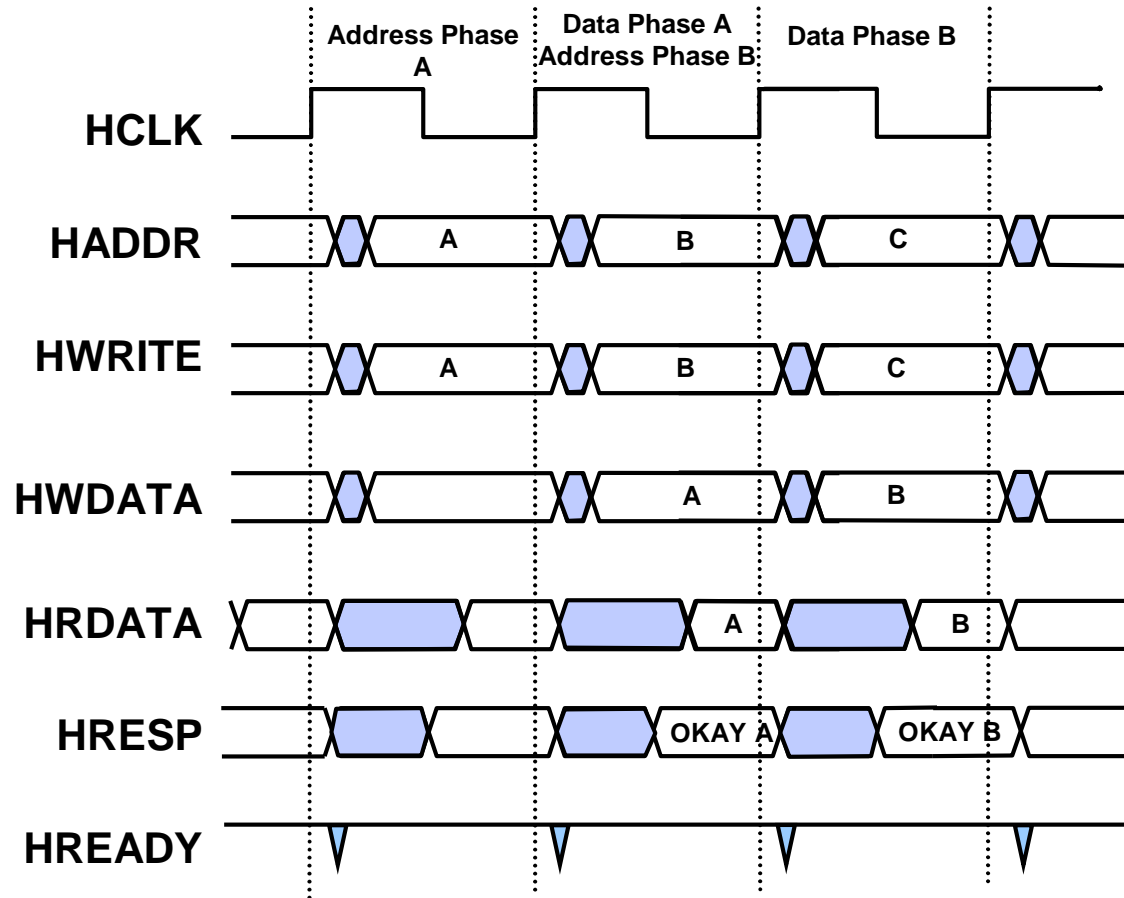 Address Phase
A
Data Phase A
Address Phase B
Data Phase B
HCLK
HADDR
A
B
C
HWRITE
A
B
C
HWDATA
A
B
HRDATA
A
B
HRESP
OKAY A
OKAY B
HREADY